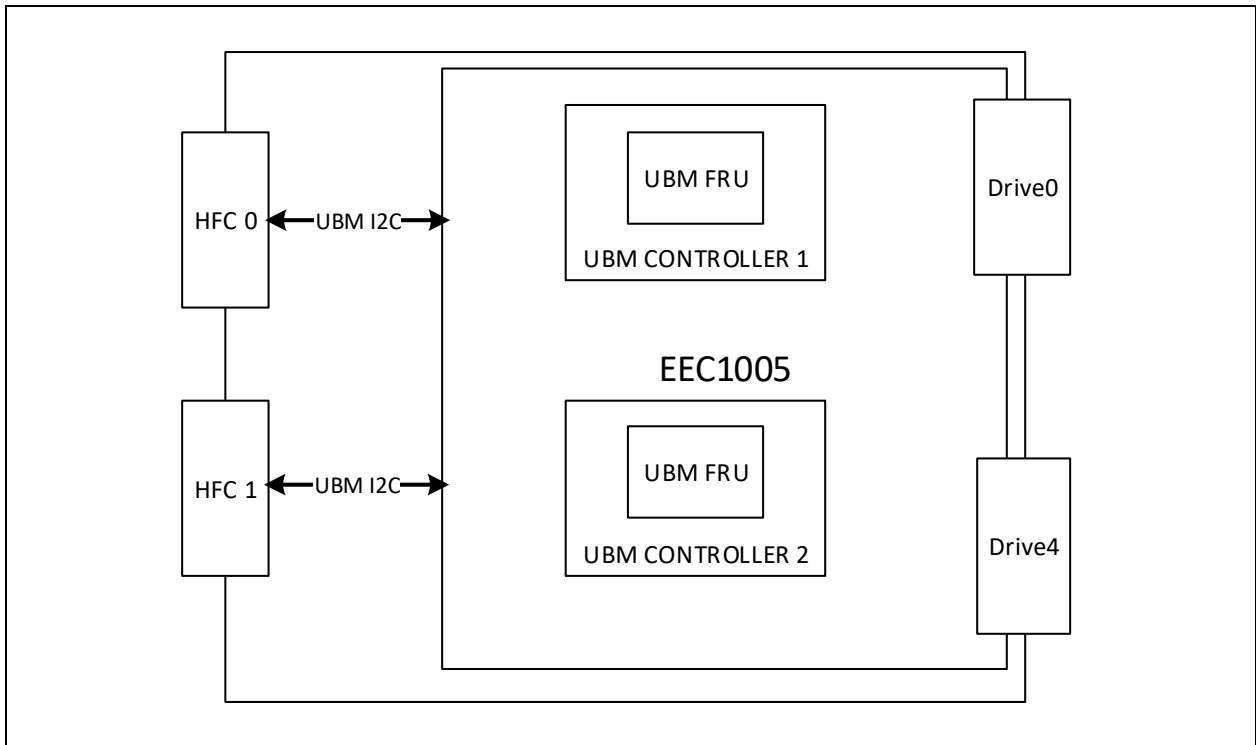 UBM FRU
UBM CONTROLLER 1
Drive0
HFC 0
UBM I2C
EEC1005
UBM FRU
UBM CONTROLLER 2
HFC 1
UBM I2C
Drive4